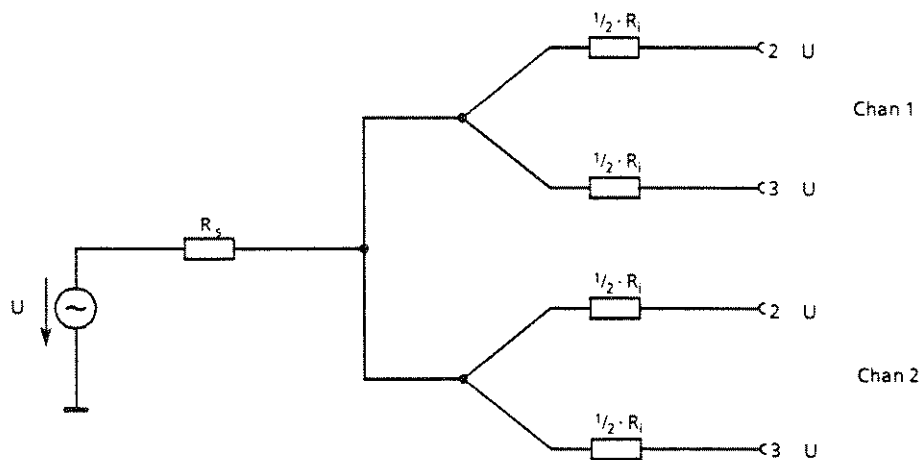 ½ · Rᵢ
2 U
Chan 1
½ · Rᵢ
3 U
Rₛ
U
~
½ · Rᵢ
2 U
Chan 2
½ · Rᵢ
3 U